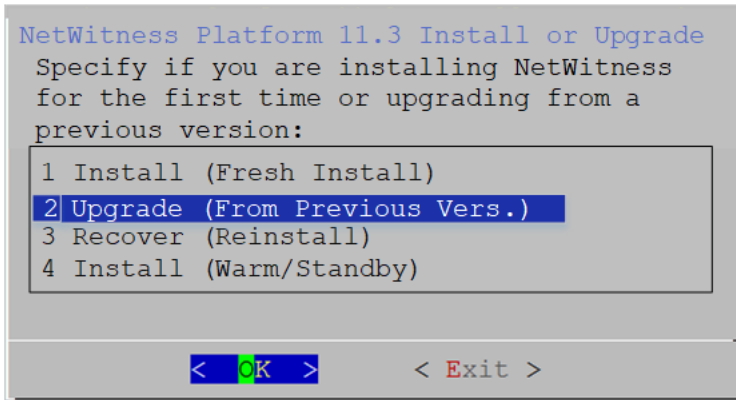 NetWitness Platform 11.3 Install or Upgrade
Specify if you are installing NetWitness
for the first time or upgrading from a
previous version:
1 Install (Fresh Install)
2 Upgrade (From Previous Vers.)
3 Recover (Reinstall)
4 Install (Warm/Standby)
< OK > < Exit >